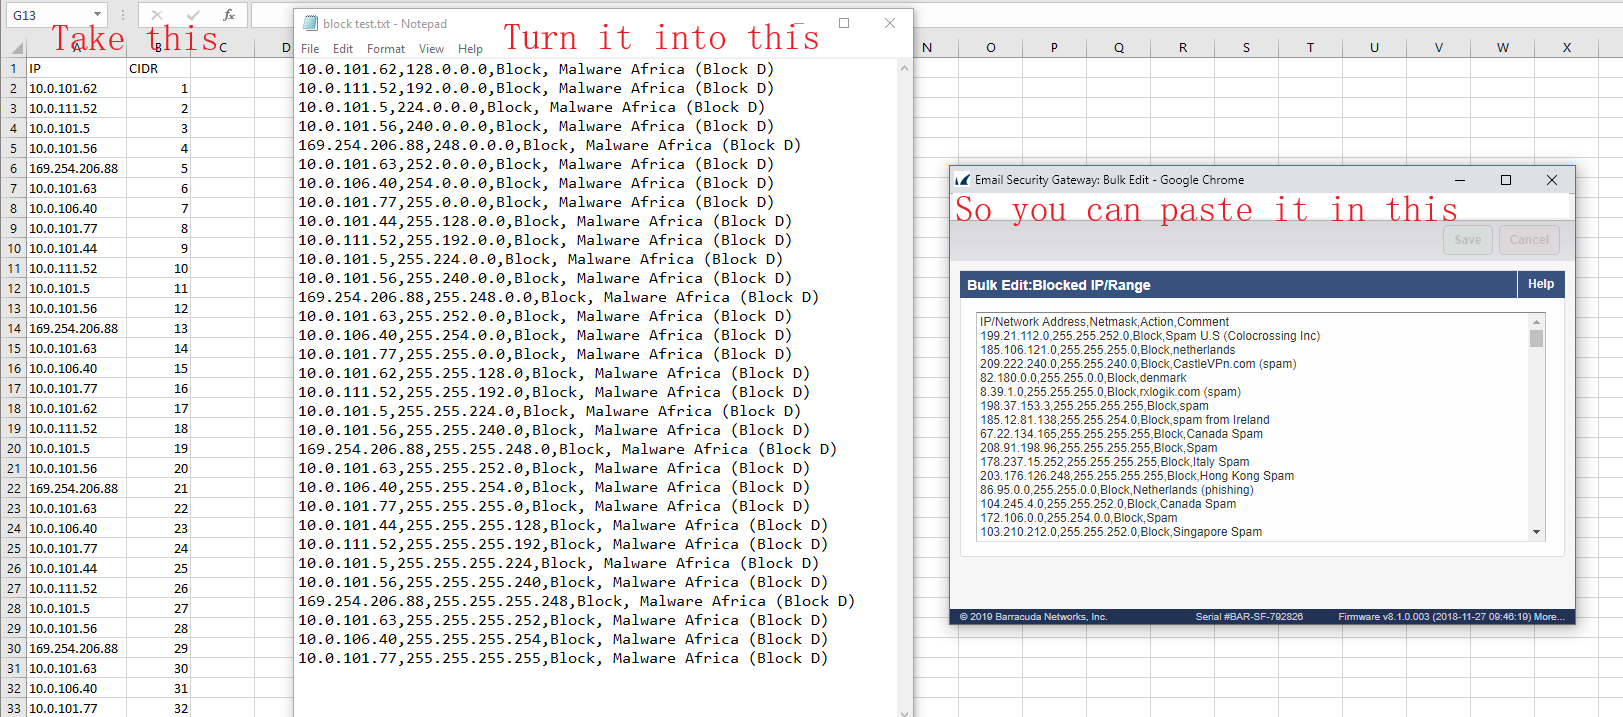 G13
fx
Take this
A B C D
1 IP CIDR
2 10.0.101.62 1
3 10.0.111.52 2
4 10.0.101.5 3
5 10.0.101.56 4
6 169.254.206.88 5
7 10.0.101.63 6
8 10.0.106.40 7
9 10.0.101.77 8
10 10.0.101.44 9
11 10.0.111.52 10
12 10.0.101.5 11
13 10.0.101.56 12
14 169.254.206.88 13
15 10.0.101.63 14
16 10.0.106.40 15
17 10.0.101.77 16
18 10.0.101.62 17
19 10.0.111.52 18
20 10.0.101.5 19
21 10.0.101.56 20
22 169.254.206.88 21
23 10.0.101.63 22
24 10.0.106.40 23
25 10.0.101.77 24
26 10.0.101.44 25
27 10.0.111.52 26
28 10.0.101.5 27
29 10.0.101.56 28
30 169.254.206.88 29
31 10.0.101.63 30
32 10.0.106.40 31
33 10.0.101.77 32
block test.txt - Notepad
Turn it into this
File Edit Format View Help
10.0.101.62,128.0.0.0,Block, Malware Africa (Block D)
10.0.111.52,192.0.0.0,Block, Malware Africa (Block D)
10.0.101.5,224.0.0.0,Block, Malware Africa (Block D)
10.0.101.56,240.0.0.0,Block, Malware Africa (Block D)
169.254.206.88,248.0.0.0,Block, Malware Africa (Block D)
10.0.101.63,252.0.0.0,Block, Malware Africa (Block D)
10.0.106.40,254.0.0.0,Block, Malware Africa (Block D)
10.0.101.77,255.0.0.0,Block, Malware Africa (Block D)
10.0.101.44,255.128.0.0,Block, Malware Africa (Block D)
10.0.111.52,255.192.0.0,Block, Malware Africa (Block D)
10.0.101.5,255.224.0.0,Block, Malware Africa (Block D)
10.0.101.56,255.240.0.0,Block, Malware Africa (Block D)
169.254.206.88,255.248.0.0,Block, Malware Africa (Block D)
10.0.101.63,255.252.0.0,Block, Malware Africa (Block D)
10.0.106.40,255.254.0.0,Block, Malware Africa (Block D)
10.0.101.77,255.255.0.0,Block, Malware Africa (Block D)
10.0.101.62,255.255.128.0,Block, Malware Africa (Block D)
10.0.111.52,255.255.192.0,Block, Malware Africa (Block D)
10.0.101.5,255.255.224.0,Block, Malware Africa (Block D)
10.0.101.56,255.255.240.0,Block, Malware Africa (Block D)
169.254.206.88,255.255.248.0,Block, Malware Africa (Block D)
10.0.101.63,255.255.252.0,Block, Malware Africa (Block D)
10.0.106.40,255.255.254.0,Block, Malware Africa (Block D)
10.0.101.77,255.255.255.0,Block, Malware Africa (Block D)
10.0.101.44,255.255.255.128,Block, Malware Africa (Block D)
10.0.111.52,255.255.255.192,Block, Malware Africa (Block D)
10.0.101.5,255.255.255.224,Block, Malware Africa (Block D)
10.0.101.56,255.255.255.240,Block, Malware Africa (Block D)
169.254.206.88,255.255.255.248,Block, Malware Africa (Block D)
10.0.101.63,255.255.255.252,Block, Malware Africa (Block D)
10.0.106.40,255.255.255.254,Block, Malware Africa (Block D)
10.0.101.77,255.255.255.255,Block, Malware Africa (Block D)
N O P Q R S T U V W X
Email Security Gateway: Bulk Edit - Google Chrome
So you can paste it in this
Save Cancel
Bulk Edit:Blocked IP/Range Help
IP/Network Address,Netmask,Action,Comment
199.21.112.0,255.255.252.0,Block,Spam U.S (Colocrossing Inc)
185.106.121.0,255.255.255.0,Block,netherlands
209.222.240.0,255.255.240.0,Block,CastleVPn.com (spam)
82.180.0.0,255.255.0.0,Block,denmark
8.39.1.0,255.255.255.0,Block,rxlogik.com (spam)
198.37.153.3,255.255.255.255,Block,spam
185.12.81.138,255.255.254.0,Block,spam from Ireland
67.22.134.165,255.255.255.255,Block,Canada Spam
208.91.198.96,255.255.255.255,Block,Spam
178.237.15.252,255.255.255.255,Block,Italy Spam
203.176.126.248,255.255.255.255,Block,Hong Kong Spam
86.95.0.0,255.255.0.0,Block,Netherlands (phishing)
104.245.4.0,255.255.252.0,Block,Canada Spam
172.106.0.0,255.254.0.0,Block,Spam
103.210.212.0,255.255.252.0,Block,Singapore Spam
© 2019 Barracuda Networks, Inc. Serial #BAR-SF-792826 Firmware v8.1.0.003 (2018-11-27 09:46:19) More...